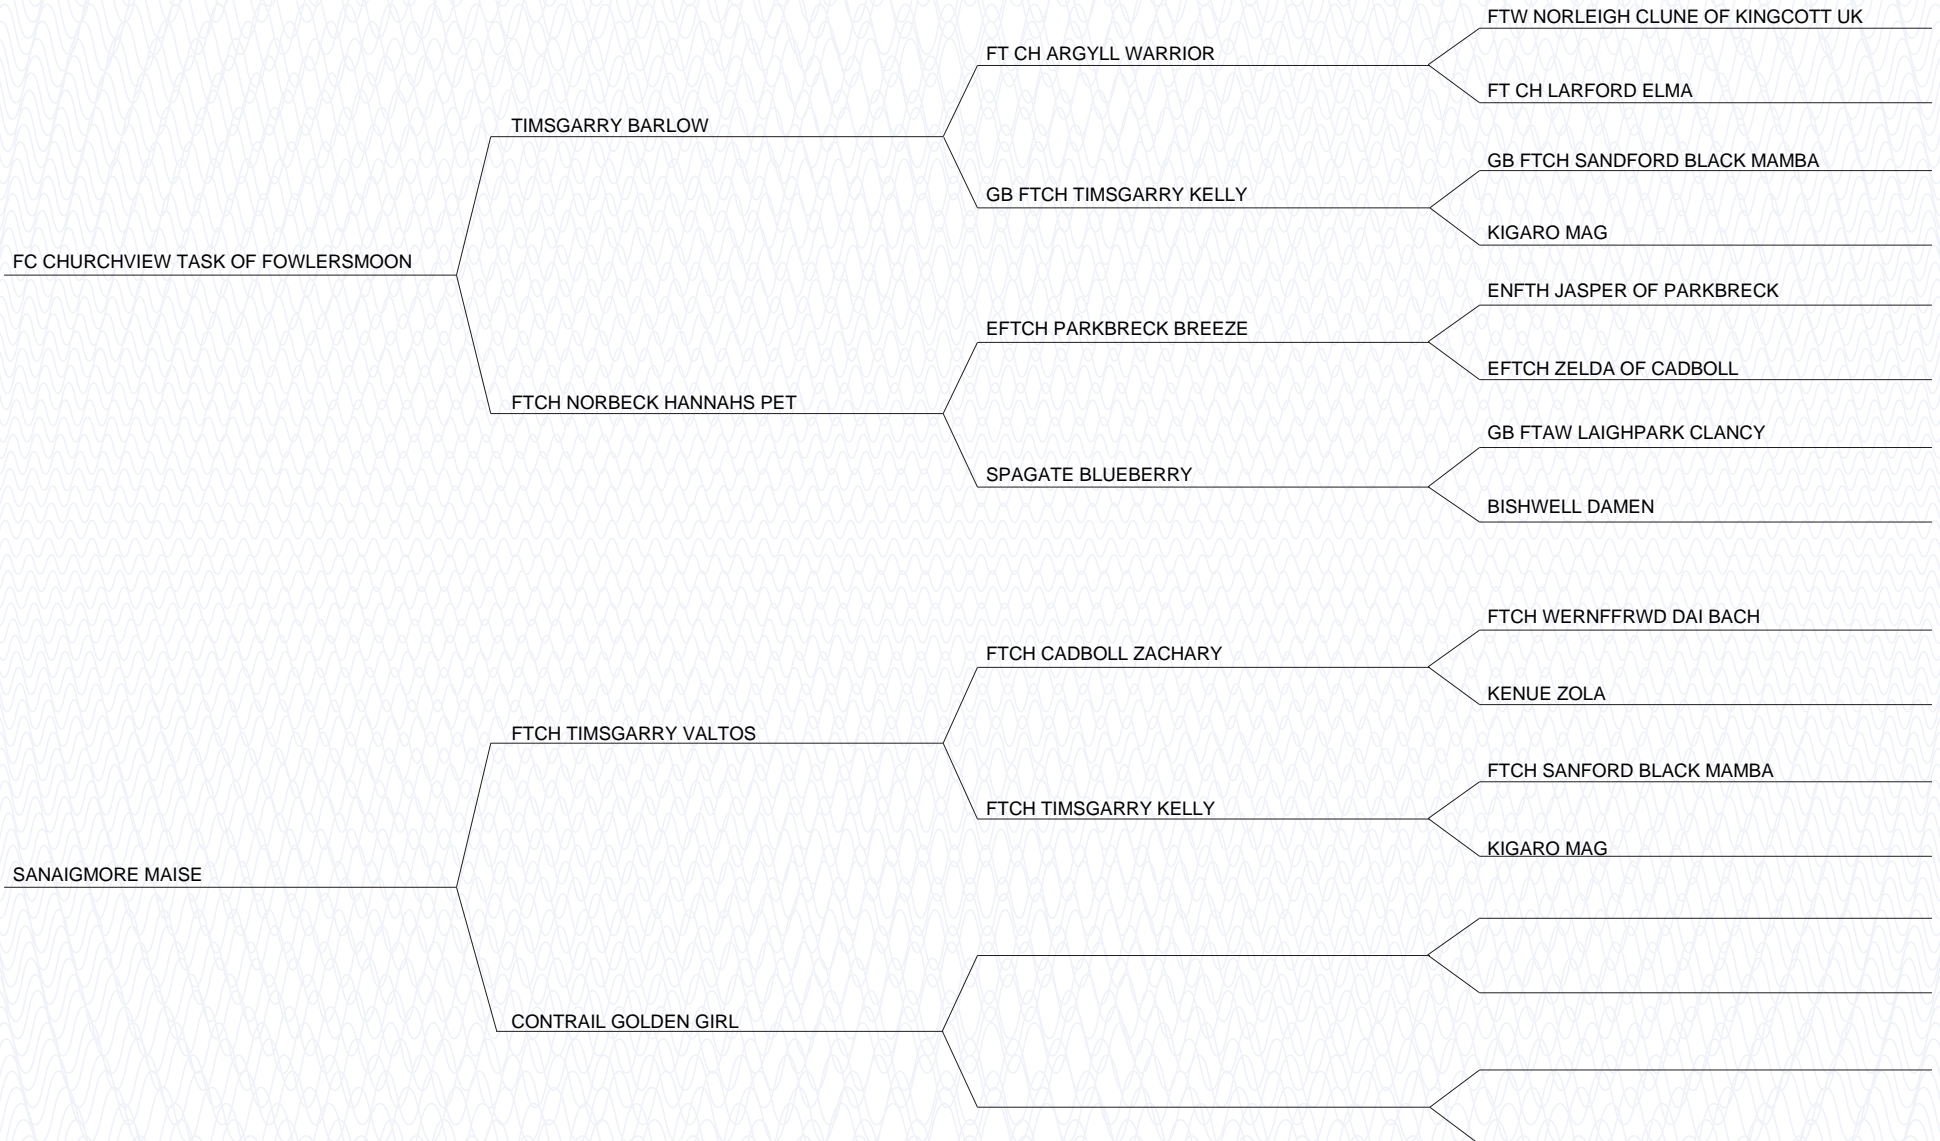 FTW NORLEIGH CLUNE OF KINGCOTT UK
FT CH ARGYLL WARRIOR
FT CH LARFORD ELMA
TIMSGARRY BARLOW
GB FTCH SANDFORD BLACK MAMBA
GB FTCH TIMSGARRY KELLY
KIGARO MAG
FC CHURCHVIEW TASK OF FOWLERSMOON
ENFTH JASPER OF PARKBRECK
EFTCH PARKBRECK BREEZE
EFTCH ZELDA OF CADBOLL
FTCH NORBECK HANNAHS PET
GB FTAW LAIGHPARK CLANCY
SPAGATE BLUEBERRY
BISHWELL DAMEN
FTCH WERNFFRWD DAI BACH
FTCH CADBOLL ZACHARY
KENUE ZOLA
FTCH TIMSGARRY VALTOS
FTCH SANFORD BLACK MAMBA
FTCH TIMSGARRY KELLY
KIGARO MAG
SANAIGMORE MAISE
CONTRAIL GOLDEN GIRL